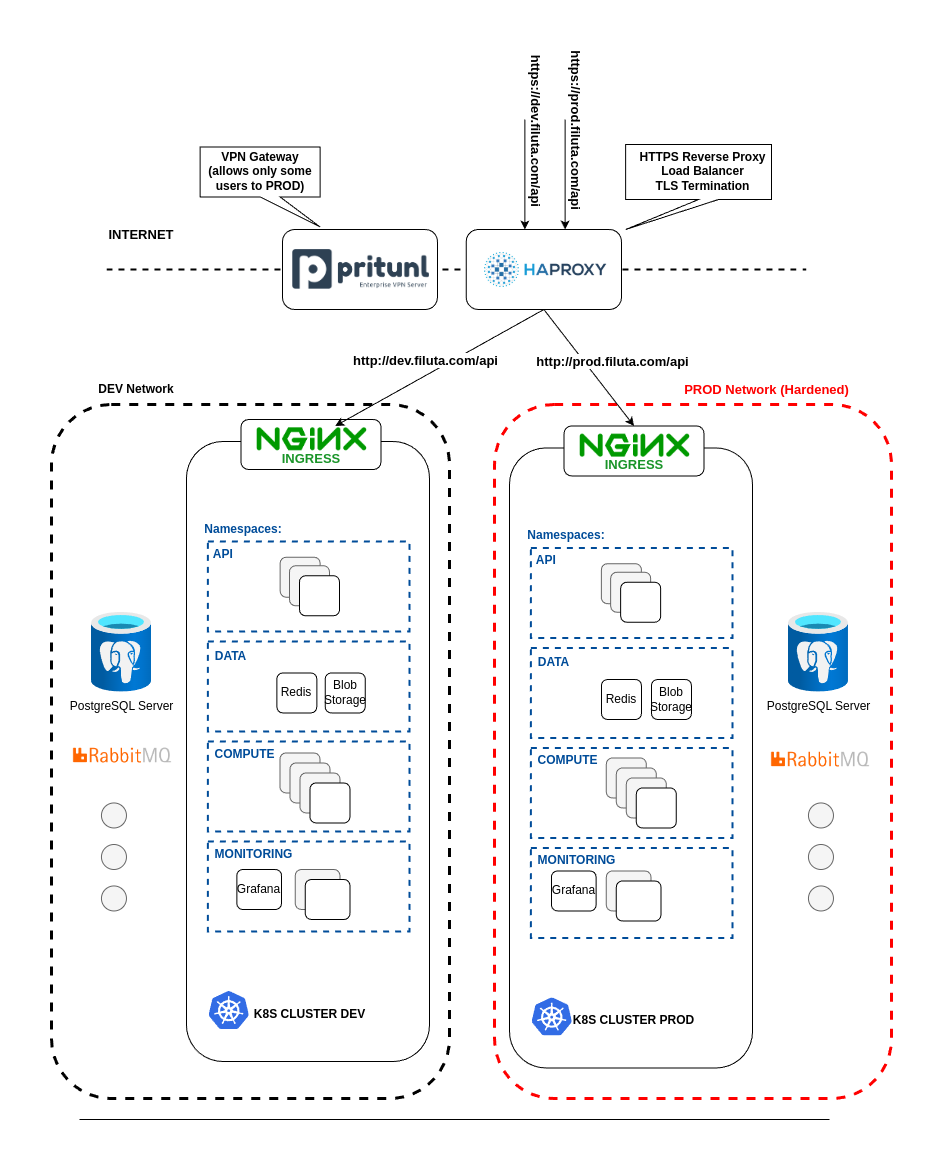 https://dev.filuta.com/api
https://prod.filuta.com/api
VPN Gateway
(allows only some
users to PROD)
HTTPS Reverse Proxy
Load Balancer
TLS Termination
INTERNET
pritunl
Enterprise VPN Server
HAPROXY
http://dev.filuta.com/api
http://prod.filuta.com/api
DEV Network
PROD Network (Hardened)
NGINX
INGRESS
NGINX
INGRESS
Namespaces:
API
DATA
Redis
Blob
Storage
COMPUTE
MONITORING
Grafana
K8S CLUSTER DEV
PostgreSQL Server
RabbitMQ
Namespaces:
API
DATA
Redis
Blob
Storage
COMPUTE
MONITORING
Grafana
K8S CLUSTER PROD
PostgreSQL Server
RabbitMQ